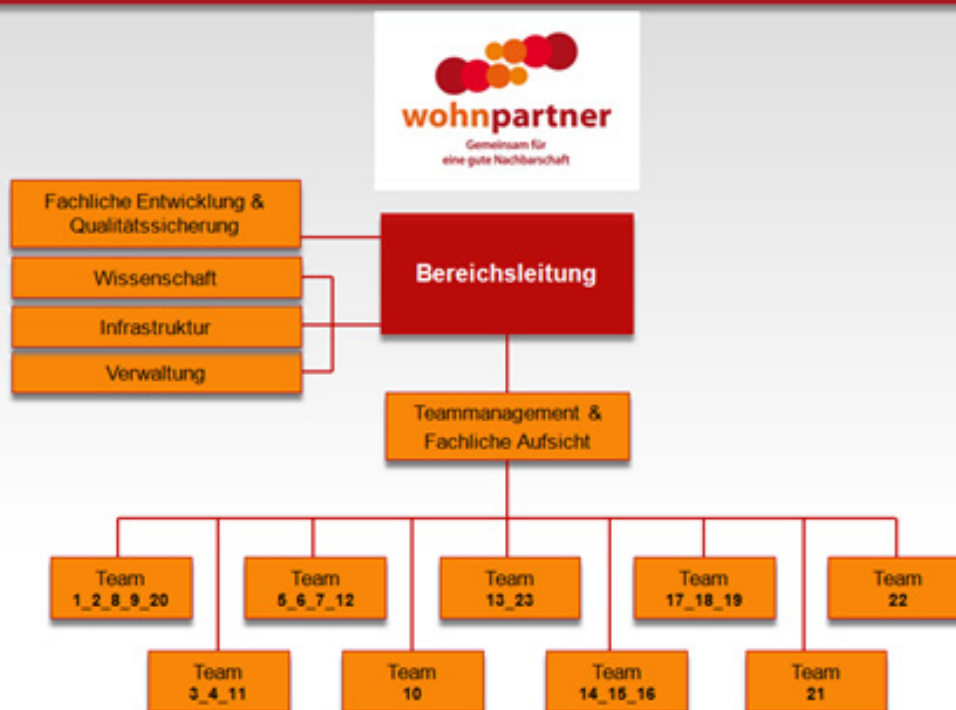 wohnpartner
Gemeinsam für
eine gute Nachbarschaft
Fachliche Entwicklung &
Qualitätssicherung
Wissenschaft
Infrastruktur
Verwaltung
Bereichsleitung
Teammanagement &
Fachliche Aufsicht
Team
1_2_8_9_20
Team
5_6_7_12
Team
13_23
Team
17_18_19
Team
22
Team
3_4_11
Team
10
Team
14_15_16
Team
21